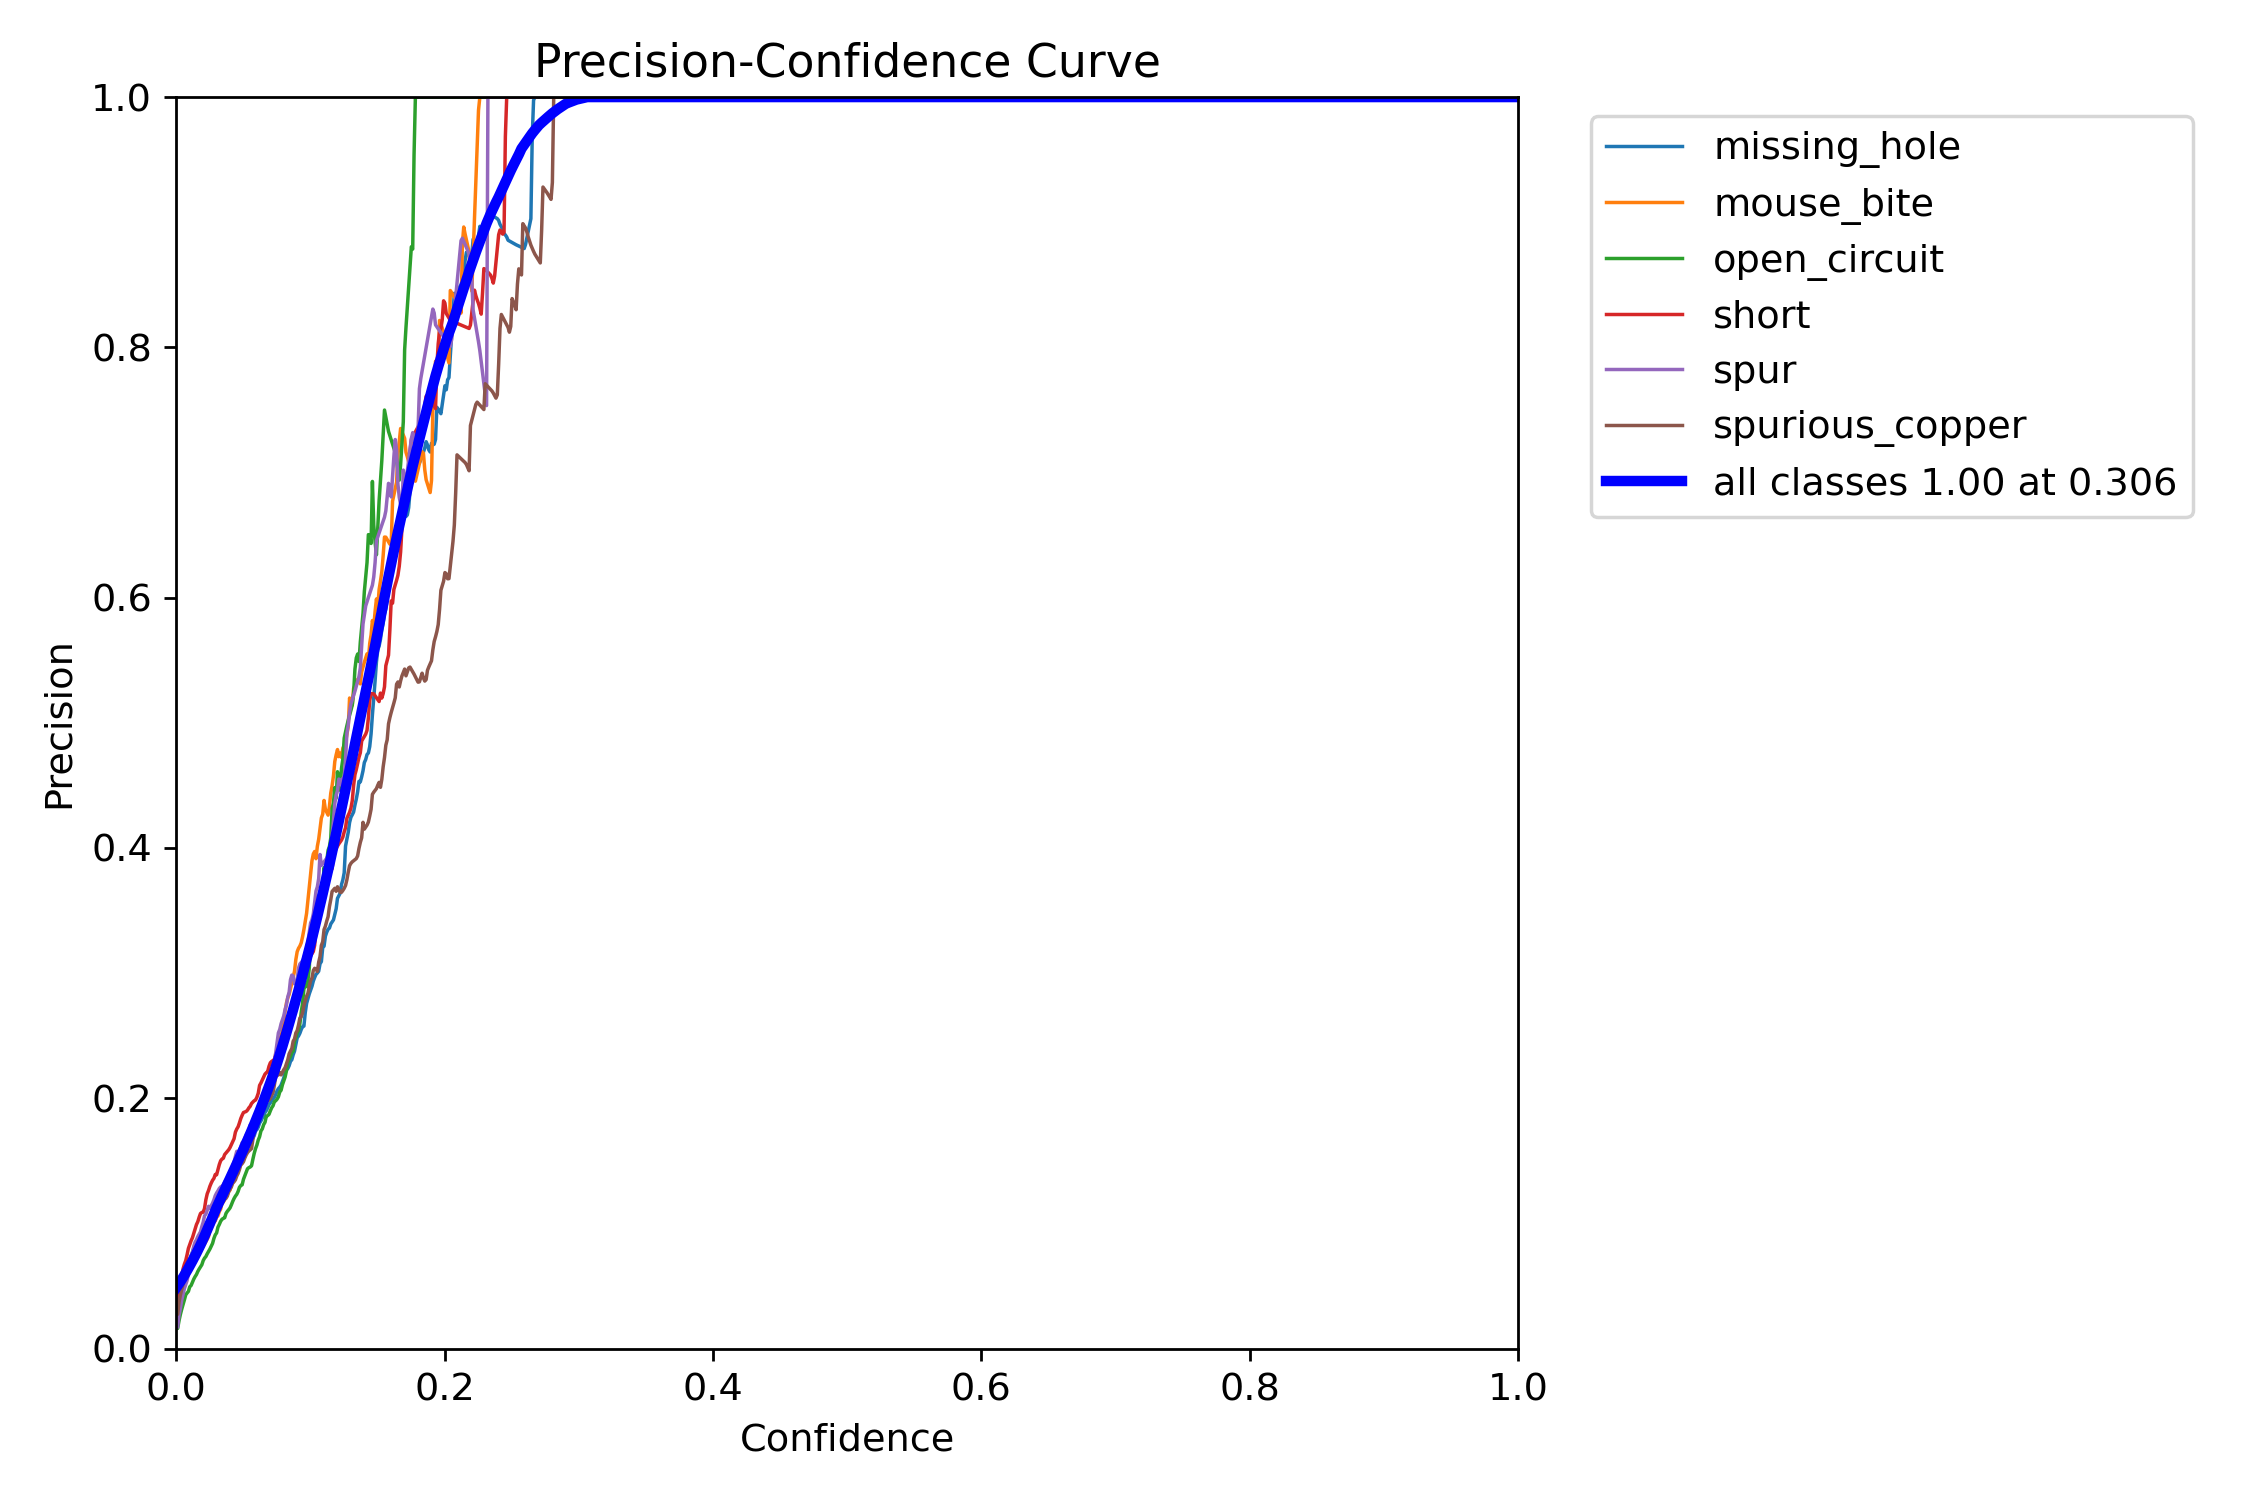 Precision-Confidence Curve
1.0
0.8
0.6
0.4
0.2
0.0
Precision
0.0 0.2 0.4 0.6 0.8 1.0
Confidence
missing_hole
mouse_bite
open_circuit
short
spur
spurious_copper
all classes 1.00 at 0.306